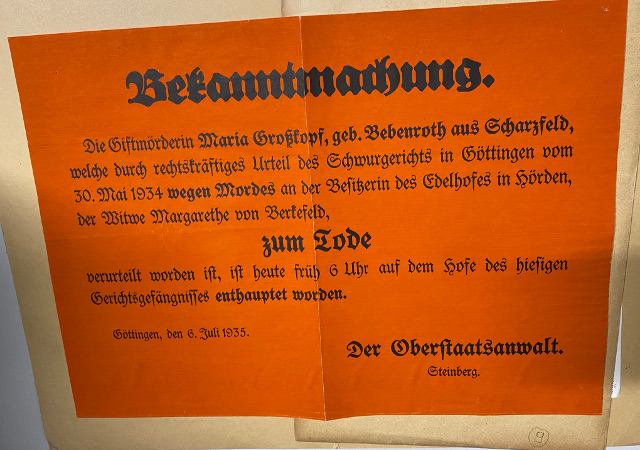 Bekanntmachung.
Die Giftmörderin Maria Großkopf, geb. Bebenroth aus Scharzfeld,
welche durch rechtskräftiges Urteil des Schwurgerichts in Göttingen vom
30. Mai 1934 wegen Mordes an der Besitzerin des Edelhofes in Hörden,
der Witwe Margarethe von Berkefeld,
zum Tode
verurteilt worden ist, ist heute früh 6 Uhr auf dem Hofe des hiesigen
Gerichtsgefängnisses enthauptet worden.
Göttingen, den 6. Juli 1935.
Der Oberstaatsanwalt.
Steinberg.
9